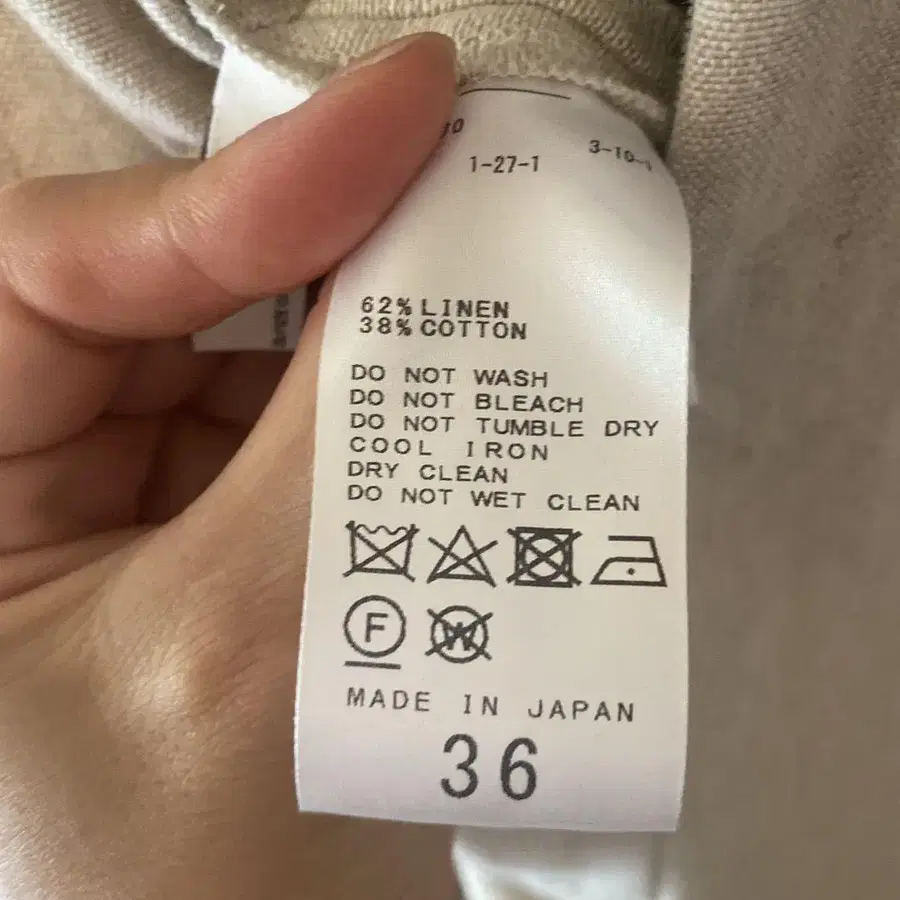 1-27-1
62% LINEN
38% COTTON
DO NOT WASH
DO NOT BLEACH
DO NOT TUMBLE DRY
COOL IRON
DRY CLEAN
DO NOT WET CLEAN
F W
MADE IN JAPAN
36